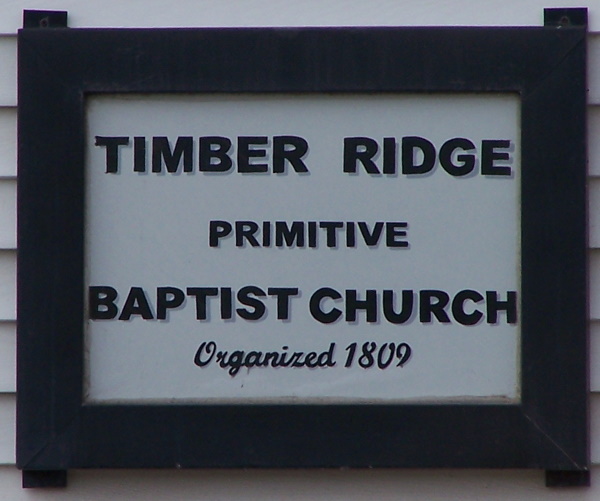 TIMBER RIDGE
PRIMITIVE
BAPTIST CHURCH
Organized 1809